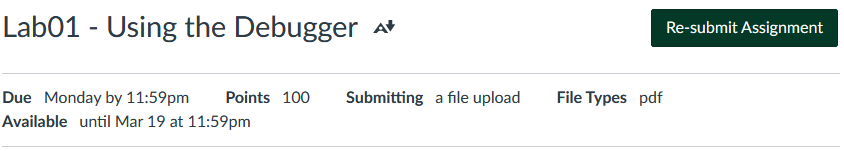 Lab01 - Using the Debugger
Re-submit Assignment
Due Monday by 11:59pm Points 100 Submitting a file upload File Types pdf
Available until Mar 19 at 11:59pm